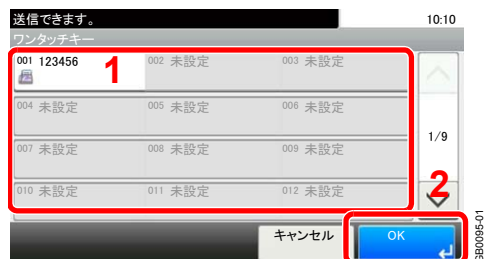 送信できます。 10:10
ワンタッチキー
001 123456 1 002 未設定 003 未設定
004 未設定 005 未設定 006 未設定
1/9
007 未設定 008 未設定 009 未設定
010 未設定 011 未設定 012 未設定 2
キャンセル OK